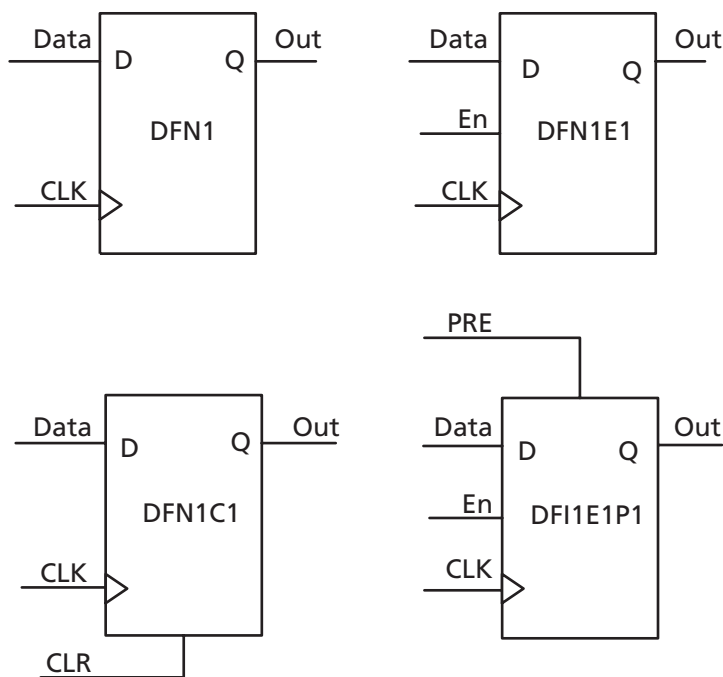 Data
Out
D
Q
DFN1
CLK
Data
Out
D
Q
En
DFN1E1
CLK
Data
Out
D
Q
DFN1C1
CLK
CLR
PRE
Data
Out
D
Q
En
DFI1E1P1
CLK